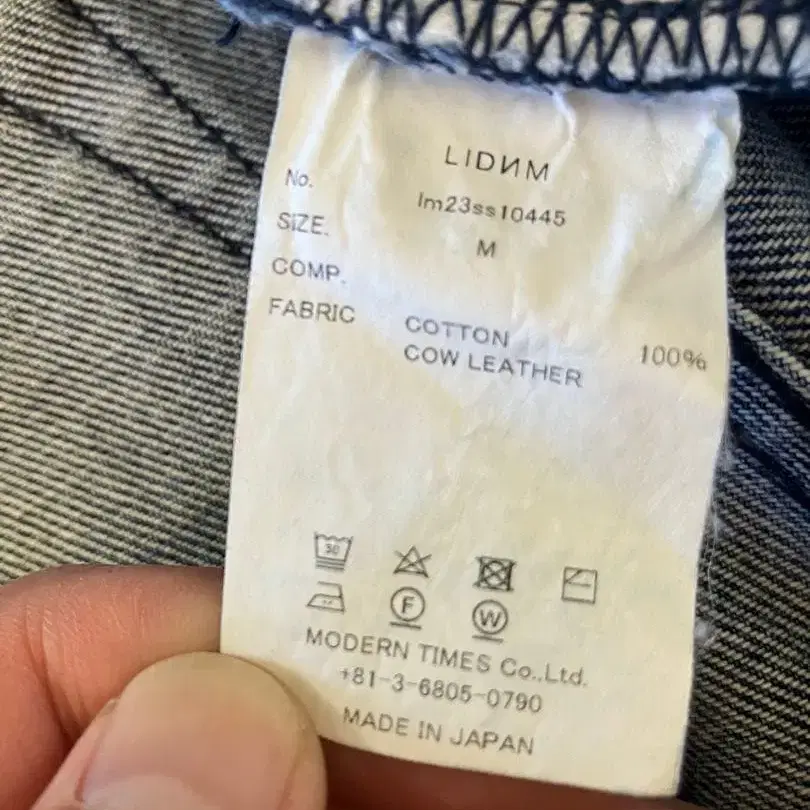 LIDИM
No. lm23ss10445
SIZE. M
COMP.
FABRIC COTTON 100%
COW LEATHER
30
F W
MODERN TIMES Co.,Ltd.
+81-3-6805-0790
MADE IN JAPAN